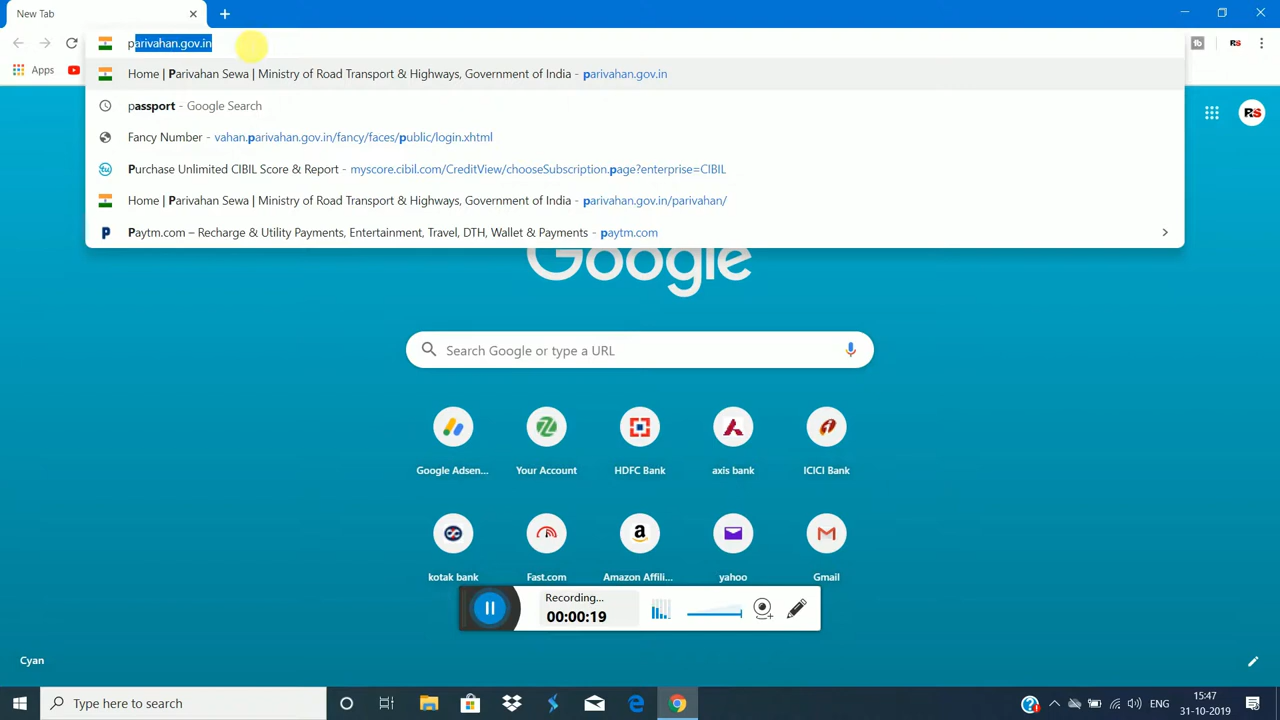 New Tab
parivahan.gov.in
fb
RS
Apps
Home | Parivahan Sewa | Ministry of Road Transport & Highways, Government of India - parivahan.gov.in
passport - Google Search
Fancy Number - vahan.parivahan.gov.in/fancy/faces/public/login.xhtml
Purchase Unlimited CIBIL Score & Report - myscore.cibil.com/CreditView/chooseSubscription.page?enterprise=CIBIL
Home | Parivahan Sewa | Ministry of Road Transport & Highways, Government of India - parivahan.gov.in/parivahan/
Paytm.com – Recharge & Utility Payments, Entertainment, Travel, DTH, Wallet & Payments - paytm.com
RS
Google
Search Google or type a URL
Google Adsen...
Your Account
HDFC Bank
axis bank
ICICI Bank
kotak bank
Fast.com
Amazon Affili...
yahoo
Gmail
Recording...
00:00:19
Cyan
Type here to search
ENG
15:47
31-10-2019